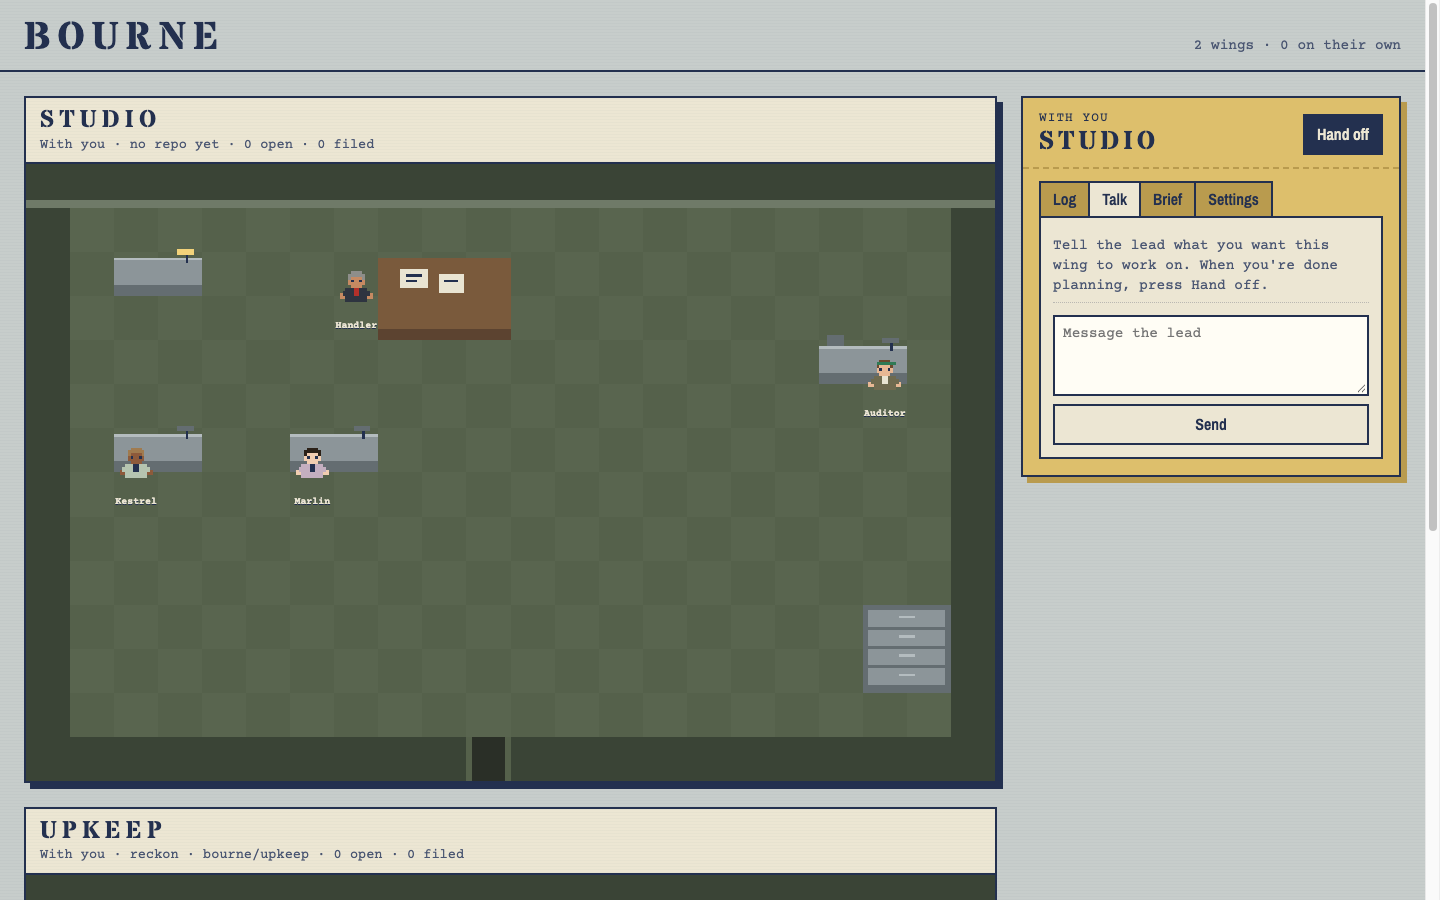 BOURNE
2 wings · 0 on their own
STUDIO
With you · no repo yet · 0 open · 0 filed
Handler
Auditor
Kestrel
Marlin
UPKEEP
With you · reckon · bourne/upkeep · 0 open · 0 filed
WITH YOU
STUDIO
Hand off
Log
Talk
Brief
Settings
Tell the lead what you want this
wing to work on. When you're done
planning, press Hand off.
Message the lead
Send